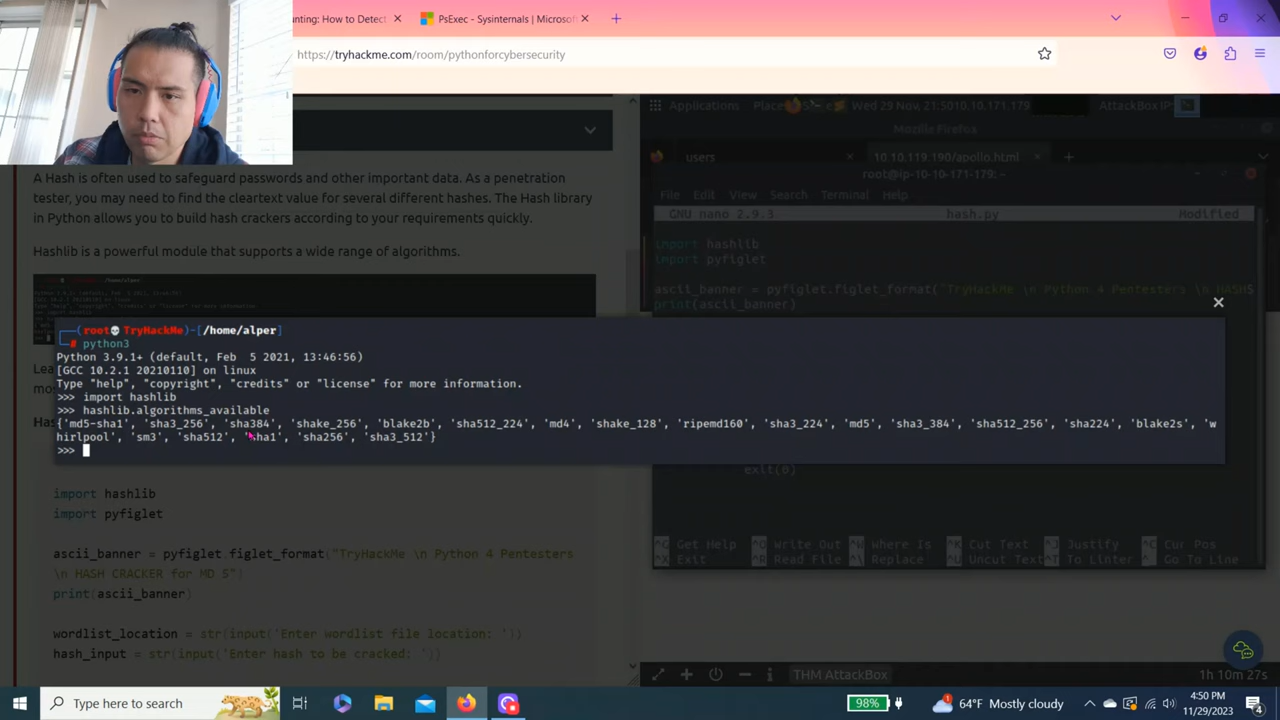 unting: How to Detect
PsExec - Sysinternals | Microsoft
https://tryhackme.com/room/pythonforcybersecurity
A Hash is often used to safeguard passwords and other important data. As a penetration
tester, you may need to find the cleartext value for several different hashes. The Hash library
in Python allows you to build hash crackers according to your requirements quickly.
Hashlib is a powerful module that supports a wide range of algorithms.
Applications Wed 29 Nov, 21:50 AttackBox IP:
Mozilla Firefox
users
10.10.119.190/apollo.html
root@ip-10-10-171-179: ~
File Edit View Search Terminal Help
GNU nano 2.9.3 hash.py Modified
import hashlib
import pyfiglet
ascii_banner = pyfiglet.figlet_format("TryHackMe \n Python 4 Pentesters \n HASH$
print(ascii_banner)
(root TryHackMe)-[/home/alper]
# python3
Python 3.9.1+ (default, Feb 5 2021, 13:46:56)
[GCC 10.2.1 20210110] on linux
Type "help", "copyright", "credits" or "license" for more information.
>>> import hashlib
>>> hashlib.algorithms_available
{'md5-sha1', 'sha3_256', 'sha384', 'shake_256', 'blake2b', 'sha512_224', 'md4', 'shake_128', 'ripemd160', 'sha3_224', 'md5', 'sha3_384', 'sha512_256', 'sha224', 'blake2s', 'w
hirlpool', 'sm3', 'sha512', 'sha1', 'sha256', 'sha3_512'}
>>>
exit(0)
import hashlib
import pyfiglet
ascii_banner = pyfiglet.figlet_format("TryHackMe \n Python 4 Pentesters
\n HASH CRACKER for MD 5")
print(ascii_banner)
wordlist_location = str(input('Enter wordlist file location: '))
hash_input = str(input('Enter hash to be cracked: '))
^G Get Help ^O Write Out ^W Where Is ^K Cut Text ^J Justify ^C Cur Pos
^X Exit ^R Read File ^\ Replace ^U Uncut Text ^T To Linter ^_ Go To Line
THM AttackBox
1h 10m 27s
Type here to search
98%
64°F Mostly cloudy
4:50 PM
11/29/2023
4